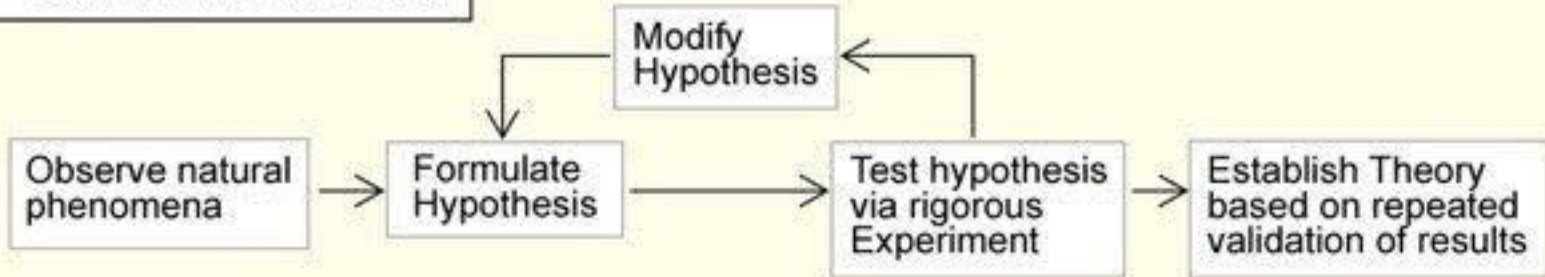 Modify
Hypothesis
Observe natural
phenomena
Formulate
Hypothesis
Test hypothesis
via rigorous
Experiment
Establish Theory
based on repeated
validation of results